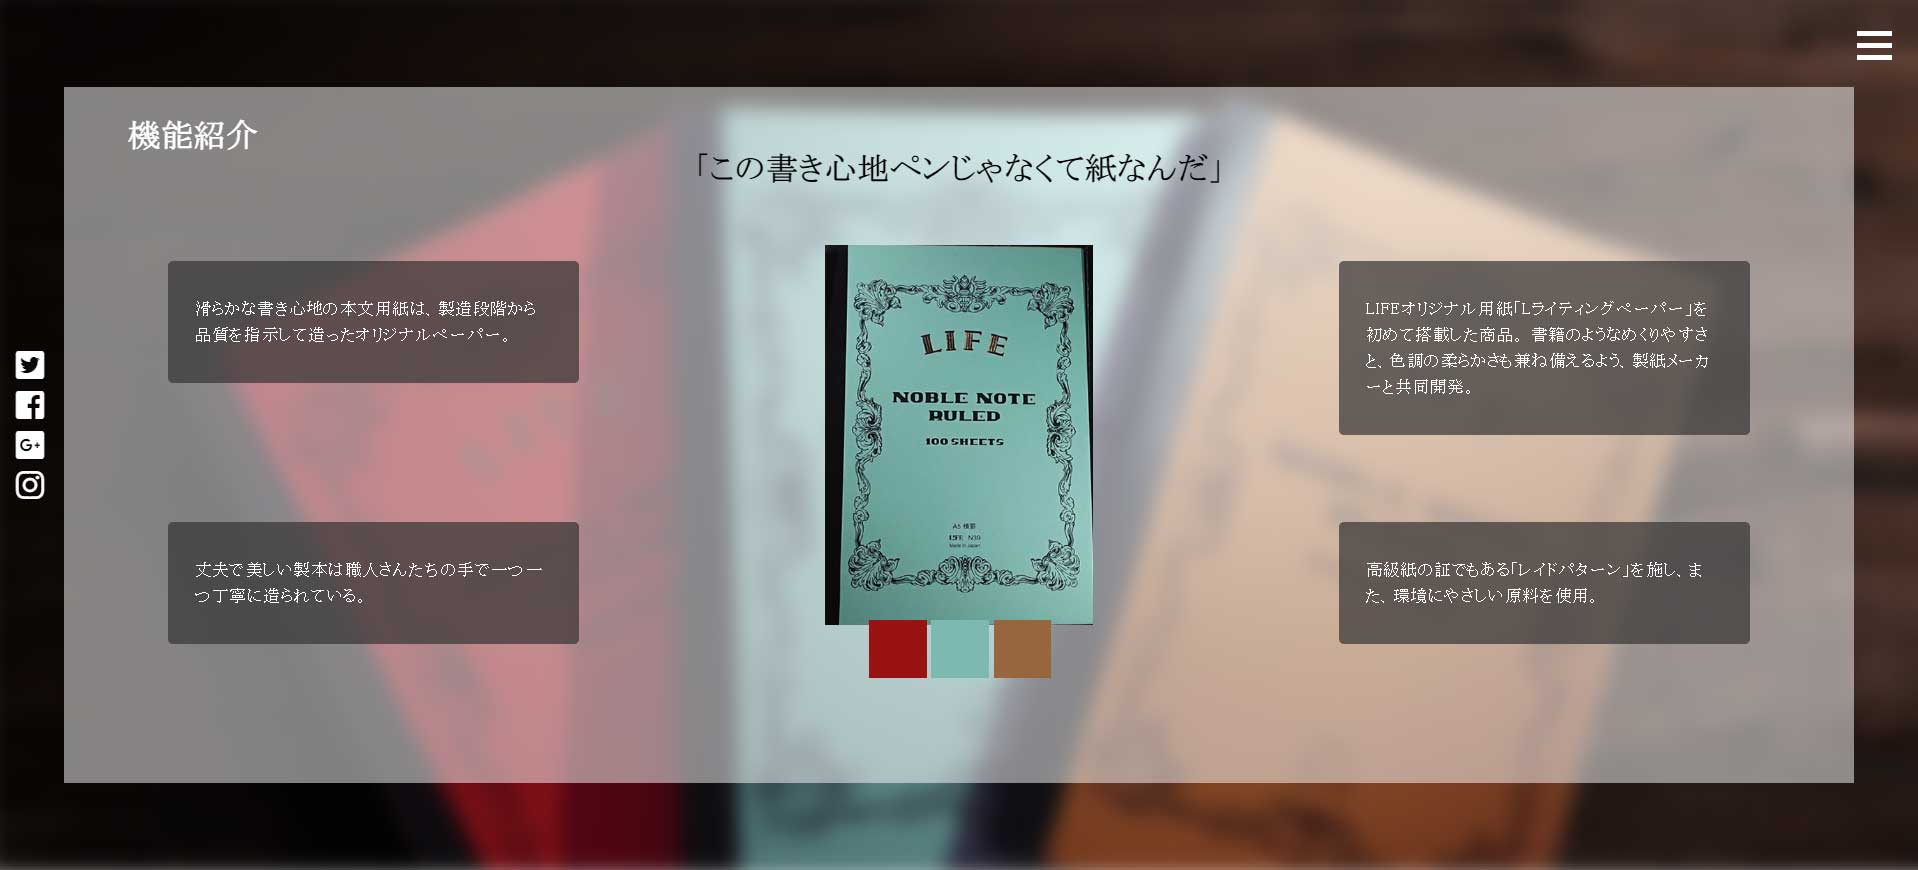 機能紹介
「この書き心地ペンじゃなくて紙なんだ」
滑らかな書き心地の本文用紙は、製造段階から
品質を指示して造ったオリジナルペーパー。
丈夫で美しい製本は職人さんたちの手で一つ一
つ丁寧に造られている。
LIFE
NOBLE NOTE
RULED
100 SHEETS
A5 横罫
LIFE N39
Made in Japan
LIFEオリジナル用紙「Lライティングペーパー」を
初めて搭載した商品。書籍のようなめくりやすさ
と、色調の柔らかさも兼ね備えるよう、製紙メーカ
ーと共同開発。
高級紙の証でもある「レイドパターン」を施し、ま
た、環境にやさしい原料を使用。